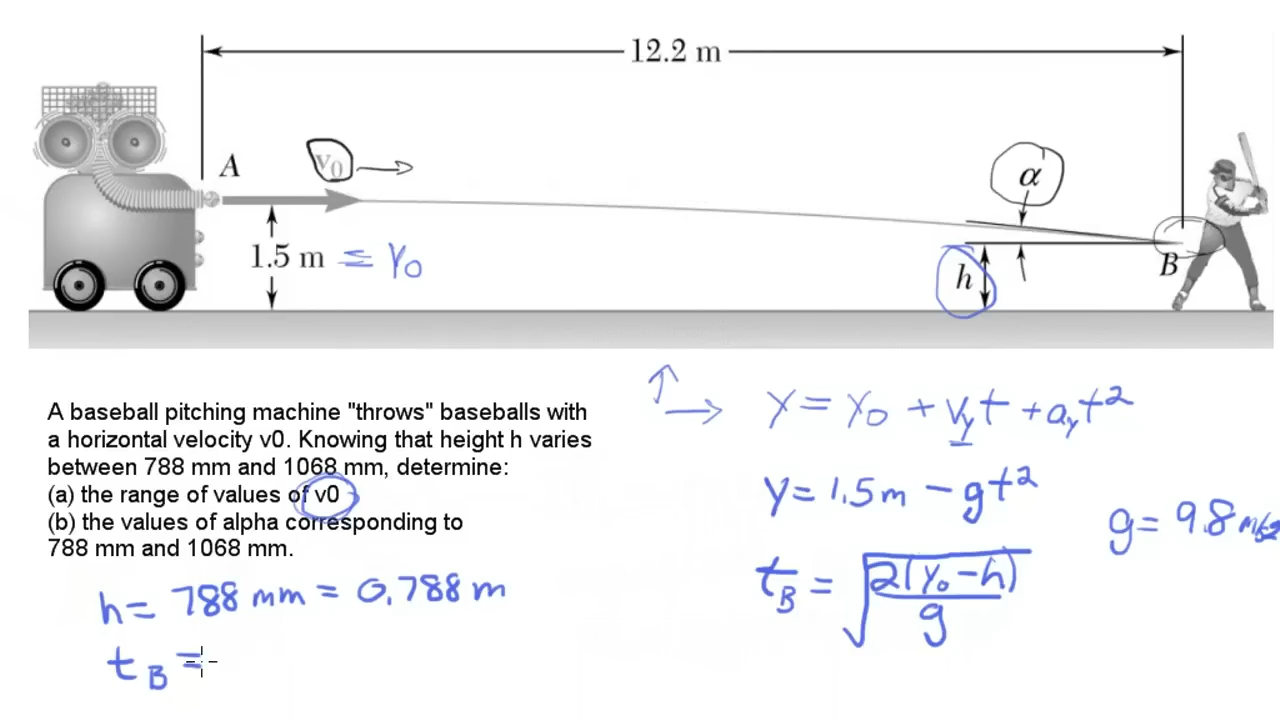 12.2 m
A
v0
α
1.5 m = Y0
h
B
A baseball pitching machine "throws" baseballs with
a horizontal velocity v0. Knowing that height h varies
between 788 mm and 1068 mm, determine:
(a) the range of values of v0
(b) the values of alpha corresponding to
788 mm and 1068 mm.
h = 788 mm = 0.788 m
tB =
Y = Y0 + Vyt + ayt²
Y = 1.5 m - gt²
g = 9.8 m/s2
tB = √2(Y0 - h)/g